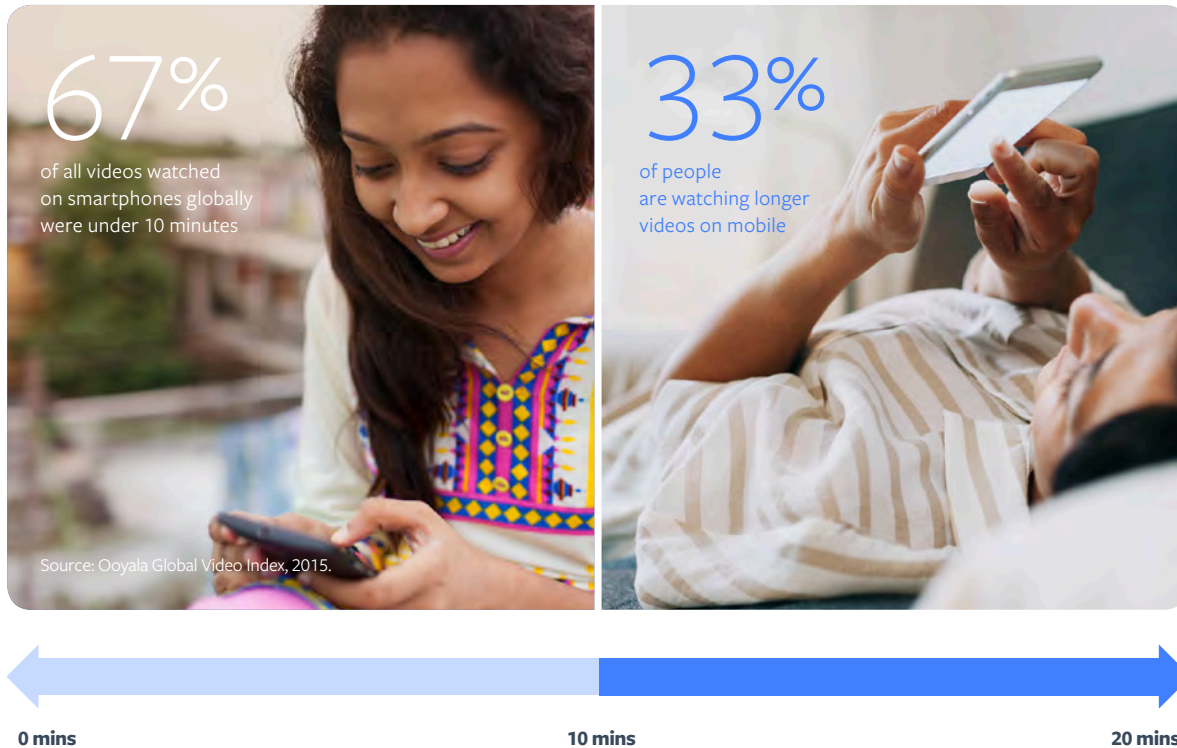 67%
of all videos watched
on smartphones globally
were under 10 minutes
Source: Ooyala Global Video Index, 2015.
33%
of people
are watching longer
videos on mobile
0 mins
10 mins
20 mins